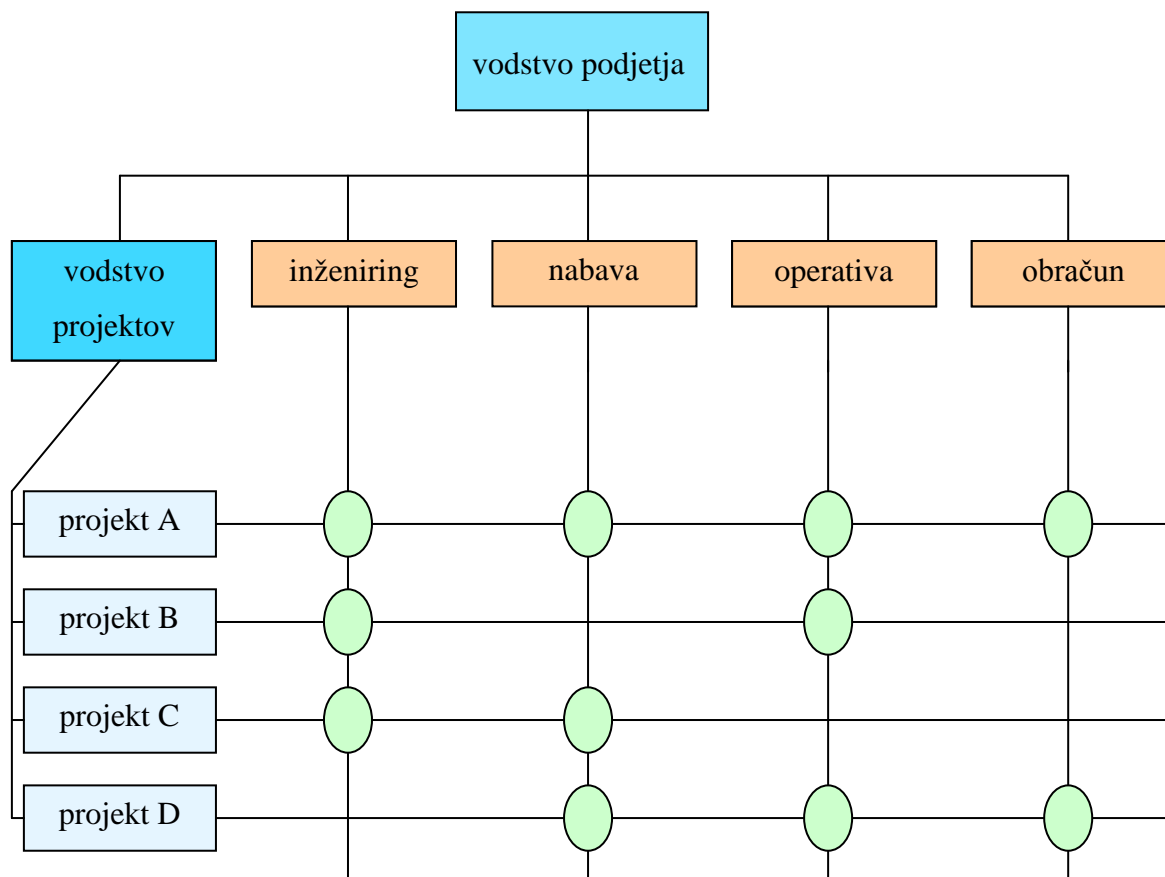 vodstvo podjetja
vodstvo
projektov
inženiring
nabava
operativa
obračun
projekt A
projekt B
projekt C
projekt D